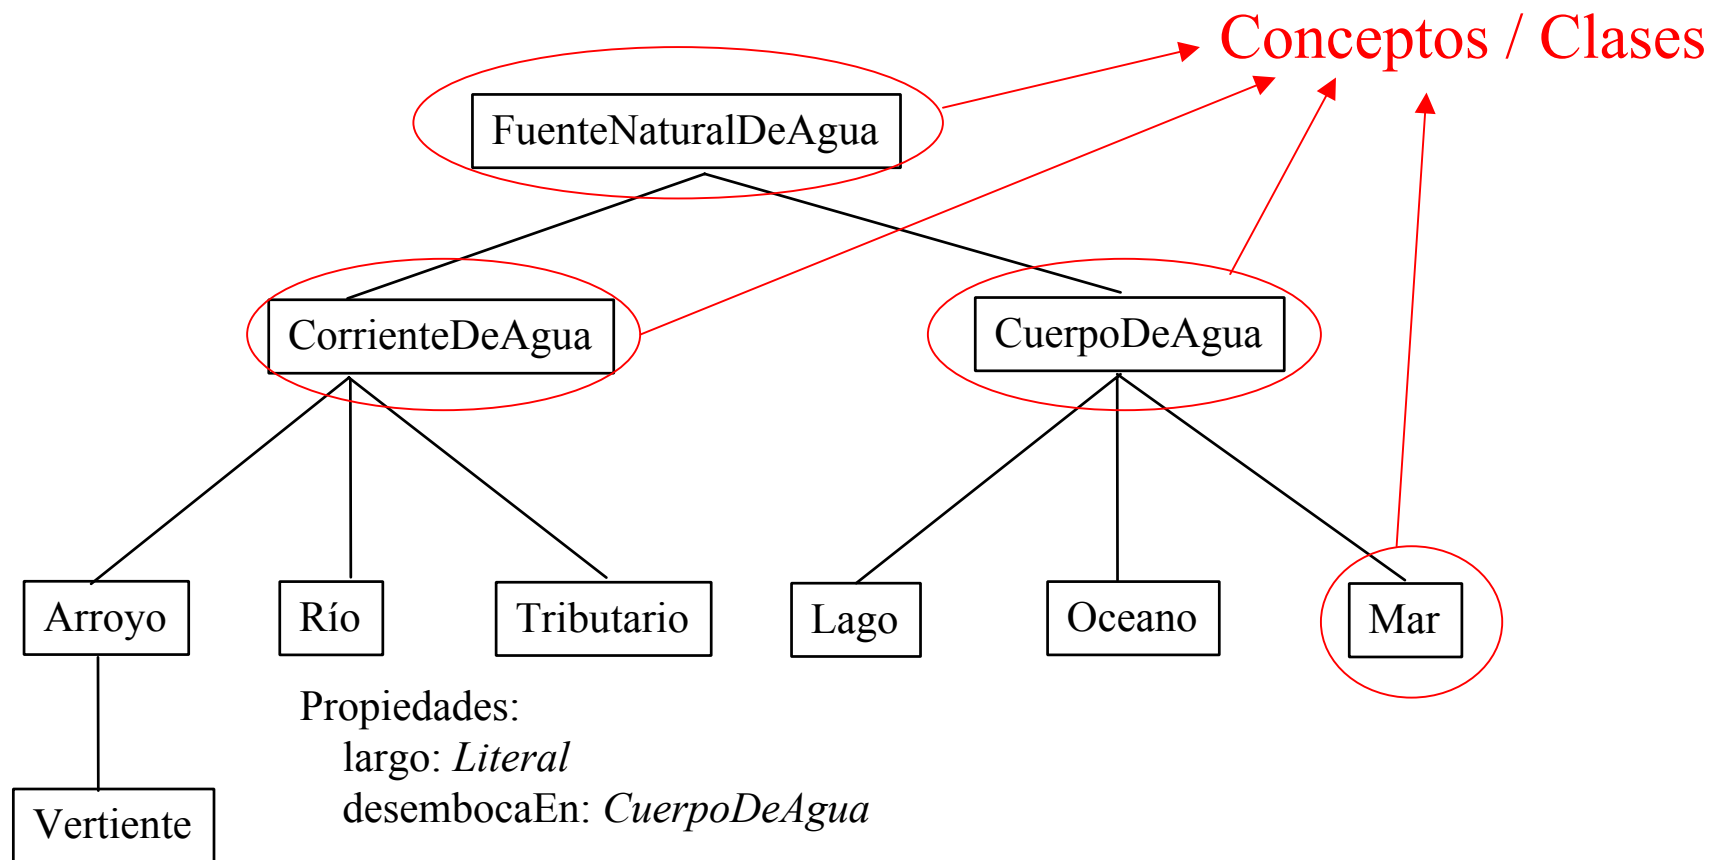 Conceptos / Clases
FuenteNaturalDeAgua
CorrienteDeAgua
CuerpoDeAgua
Arroyo
Río
Tributario
Lago
Oceano
Mar
Propiedades:
largo: Literal
desembocaEn: CuerpoDeAgua
Vertiente